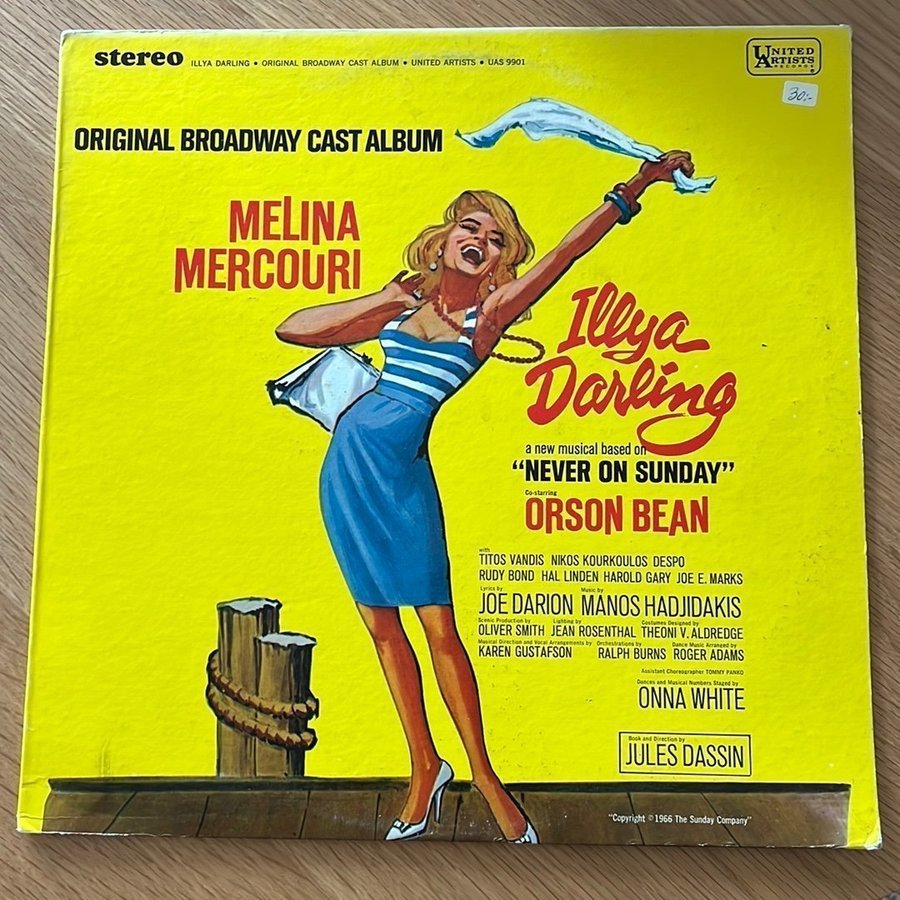 stereo ILLYA DARLING • ORIGINAL BROADWAY CAST ALBUM • UNITED ARTISTS • UAS 9901
UNITED
ARTISTS
RECORDS
30:-
ORIGINAL BROADWAY CAST ALBUM
MELINA
MERCOURI
Illya
Darling
a new musical based on
“NEVER ON SUNDAY”
Co-starring
ORSON BEAN
with
TITOS VANDIS NIKOS KOURKOULOS DESPO
RUDY BOND HAL LINDEN HAROLD GARY JOE E. MARKS
Lyrics by Music by
JOE DARION MANOS HADJIDAKIS
Scenic Production by Lighting by Costumes Designed by
OLIVER SMITH JEAN ROSENTHAL THEONI V. ALDREDGE
Musical Direction and Vocal Arrangements by Orchestrations by Dance Music Arranged by
KAREN GUSTAFSON RALPH BURNS ROGER ADAMS
Assistant Choreographer TOMMY PANKO
Dances and Musical Numbers Staged by
ONNA WHITE
Book and Direction by
JULES DASSIN
"Copyright © 1966 The Sunday Company"